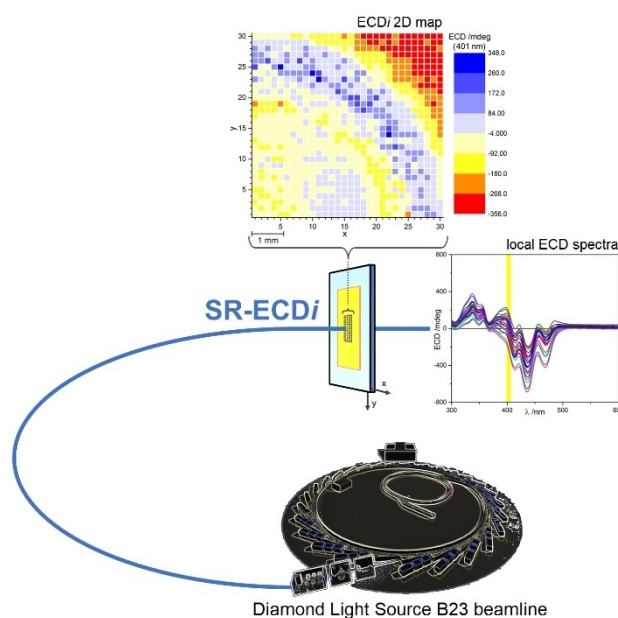 ECDi 2D map
ECD /mdeg
(401 nm)
348.0
260.0
172.0
84.00
-4.000
-92.00
-180.0
-268.0
-356.0
30
25
20
15
10
5
y
5 10 15 20 25 30
x
1 mm
local ECD spectra
SR-ECDi
x
y
800
400
0
-400
-800
ECD /mdeg
300 400 500 600
λ /nm
Diamond Light Source B23 beamline